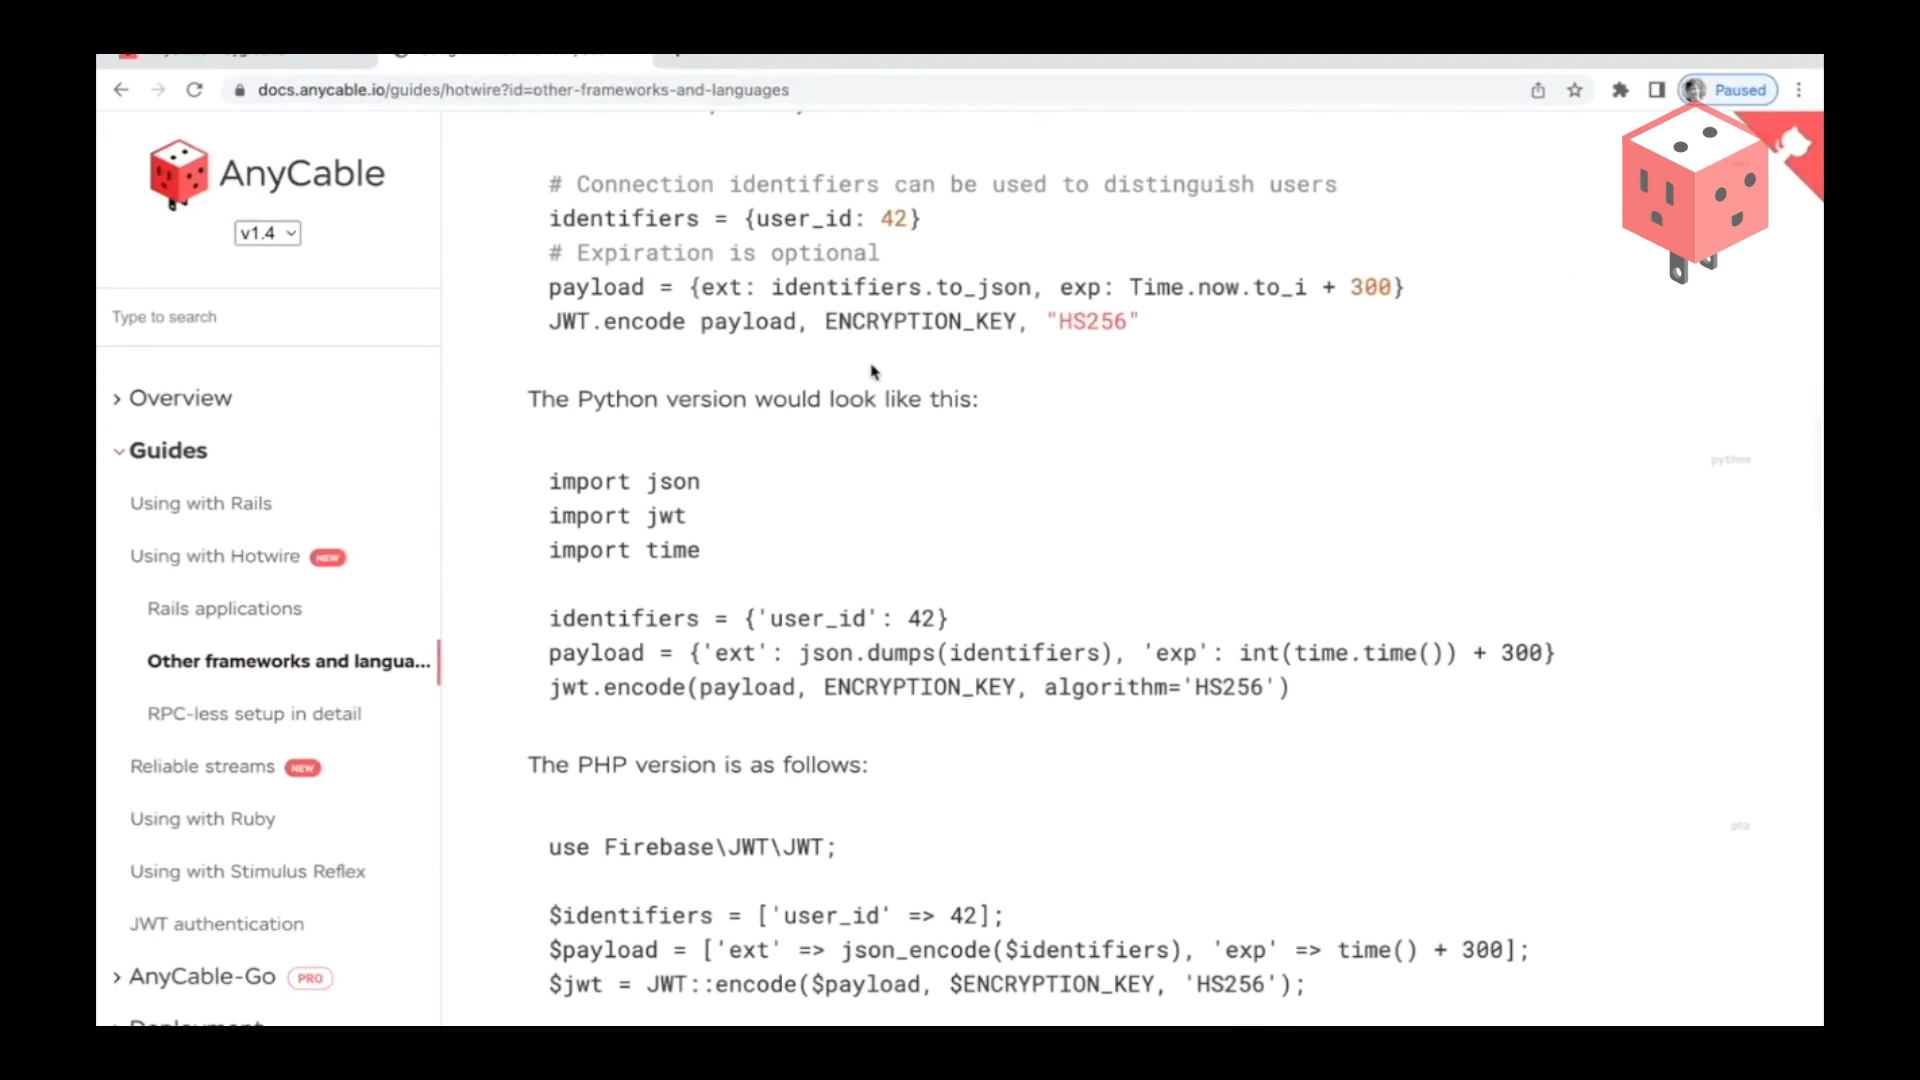 docs.anycable.io/guides/hotwire?id=other-frameworks-and-languages
Paused
AnyCable
v1.4
Type to search
Overview
Guides
Using with Rails
Using with Hotwire NEW
Rails applications
Other frameworks and langua...
RPC-less setup in detail
Reliable streams NEW
Using with Ruby
Using with Stimulus Reflex
JWT authentication
AnyCable-Go PRO
# Connection identifiers can be used to distinguish users
identifiers = {user_id: 42}
# Expiration is optional
payload = {ext: identifiers.to_json, exp: Time.now.to_i + 300}
JWT.encode payload, ENCRYPTION_KEY, "HS256"
The Python version would look like this:
python
import json
import jwt
import time
identifiers = {'user_id': 42}
payload = {'ext': json.dumps(identifiers), 'exp': int(time.time()) + 300}
jwt.encode(payload, ENCRYPTION_KEY, algorithm='HS256')
The PHP version is as follows:
php
use Firebase\JWT\JWT;
$identifiers = ['user_id' => 42];
$payload = ['ext' => json_encode($identifiers), 'exp' => time() + 300];
$jwt = JWT::encode($payload, $ENCRYPTION_KEY, 'HS256');